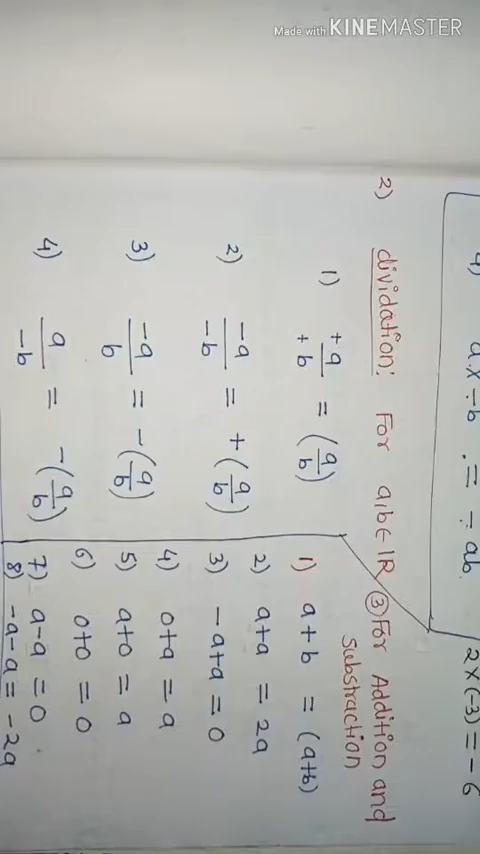 Made with KINEMASTER
4) a x -b = - ab
2 x (-3) = - 6
2) dividation: For a,b ∈ IR
1) +a/+b = (a/b)
2) -a/-b = +(a/b)
3) -a/b = -(a/b)
4) a/-b = -(a/b)
③ For Addition and
Substraction
1) a + b = (a+b)
2) a+a = 2a
3) -a+a = 0
4) 0+a = a
5) a+0 = a
6) 0+0 = 0
7) a-a = 0
8) -a-a = - 2a